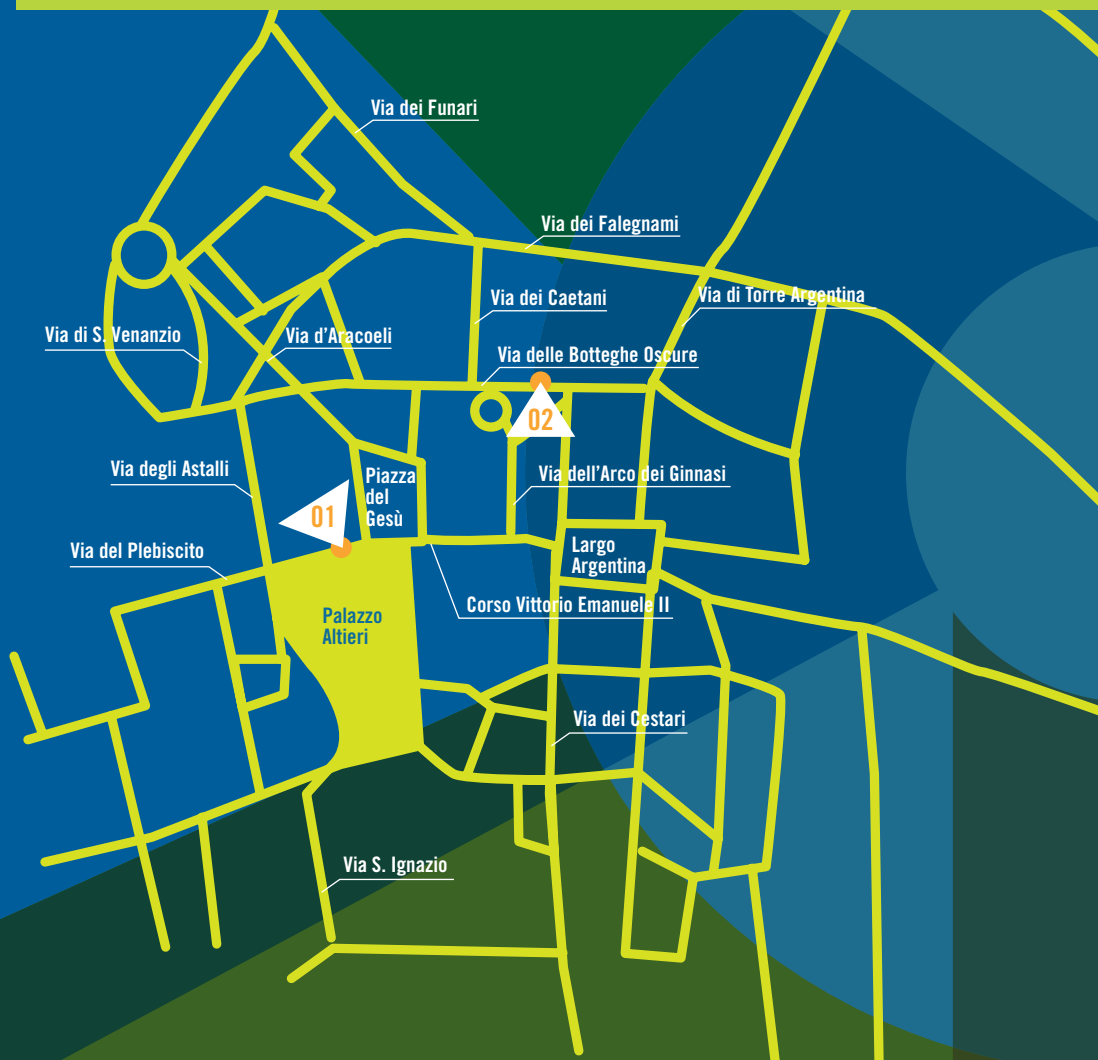 Via dei Funari
Via dei Falegnami
Via dei Caetani
Via di Torre Argentina
Via di S. Venanzio
Via d'Aracoeli
Via delle Botteghe Oscure
02
Via degli Astalli
Piazza
del
Gesù
Via dell'Arco dei Ginnasi
01
Via del Plebiscito
Largo
Argentina
Corso Vittorio Emanuele II
Palazzo
Altieri
Via dei Cestari
Via S. Ignazio